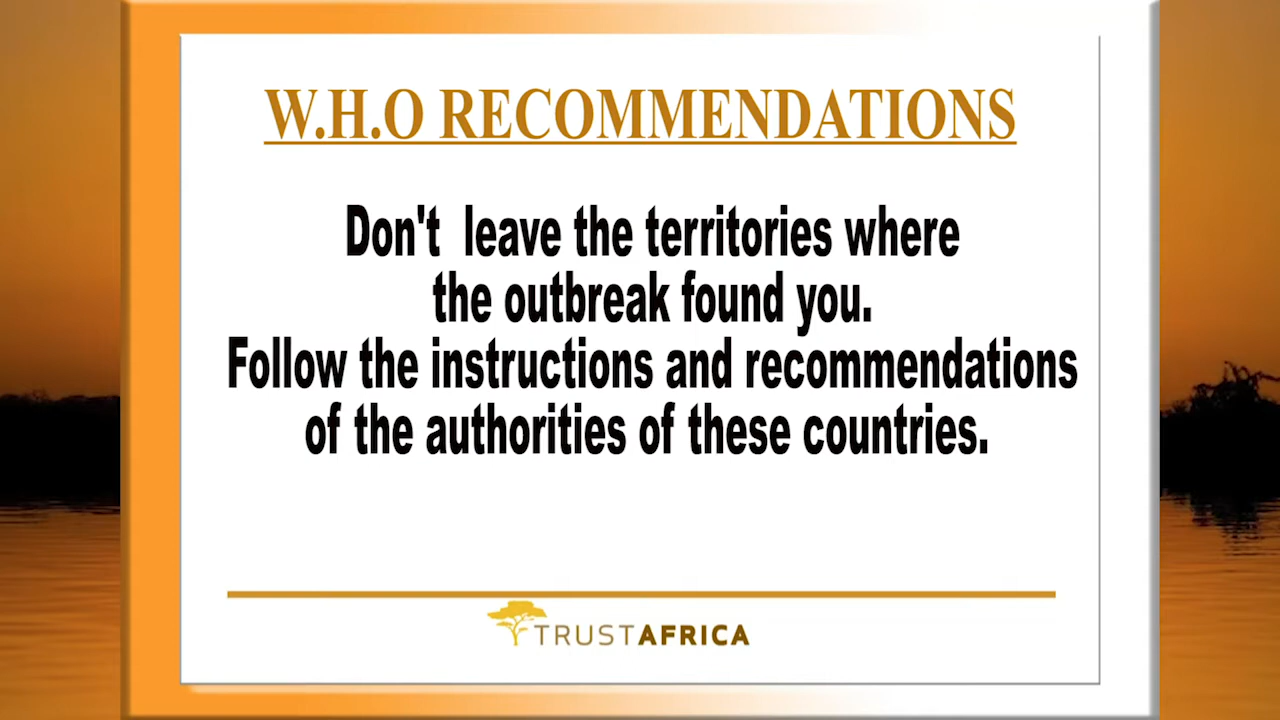 W.H.O RECOMMENDATIONS
Don't  leave the territories where
the outbreak found you.
Follow the instructions and recommendations
of the authorities of these countries.
TRUSTAFRICA